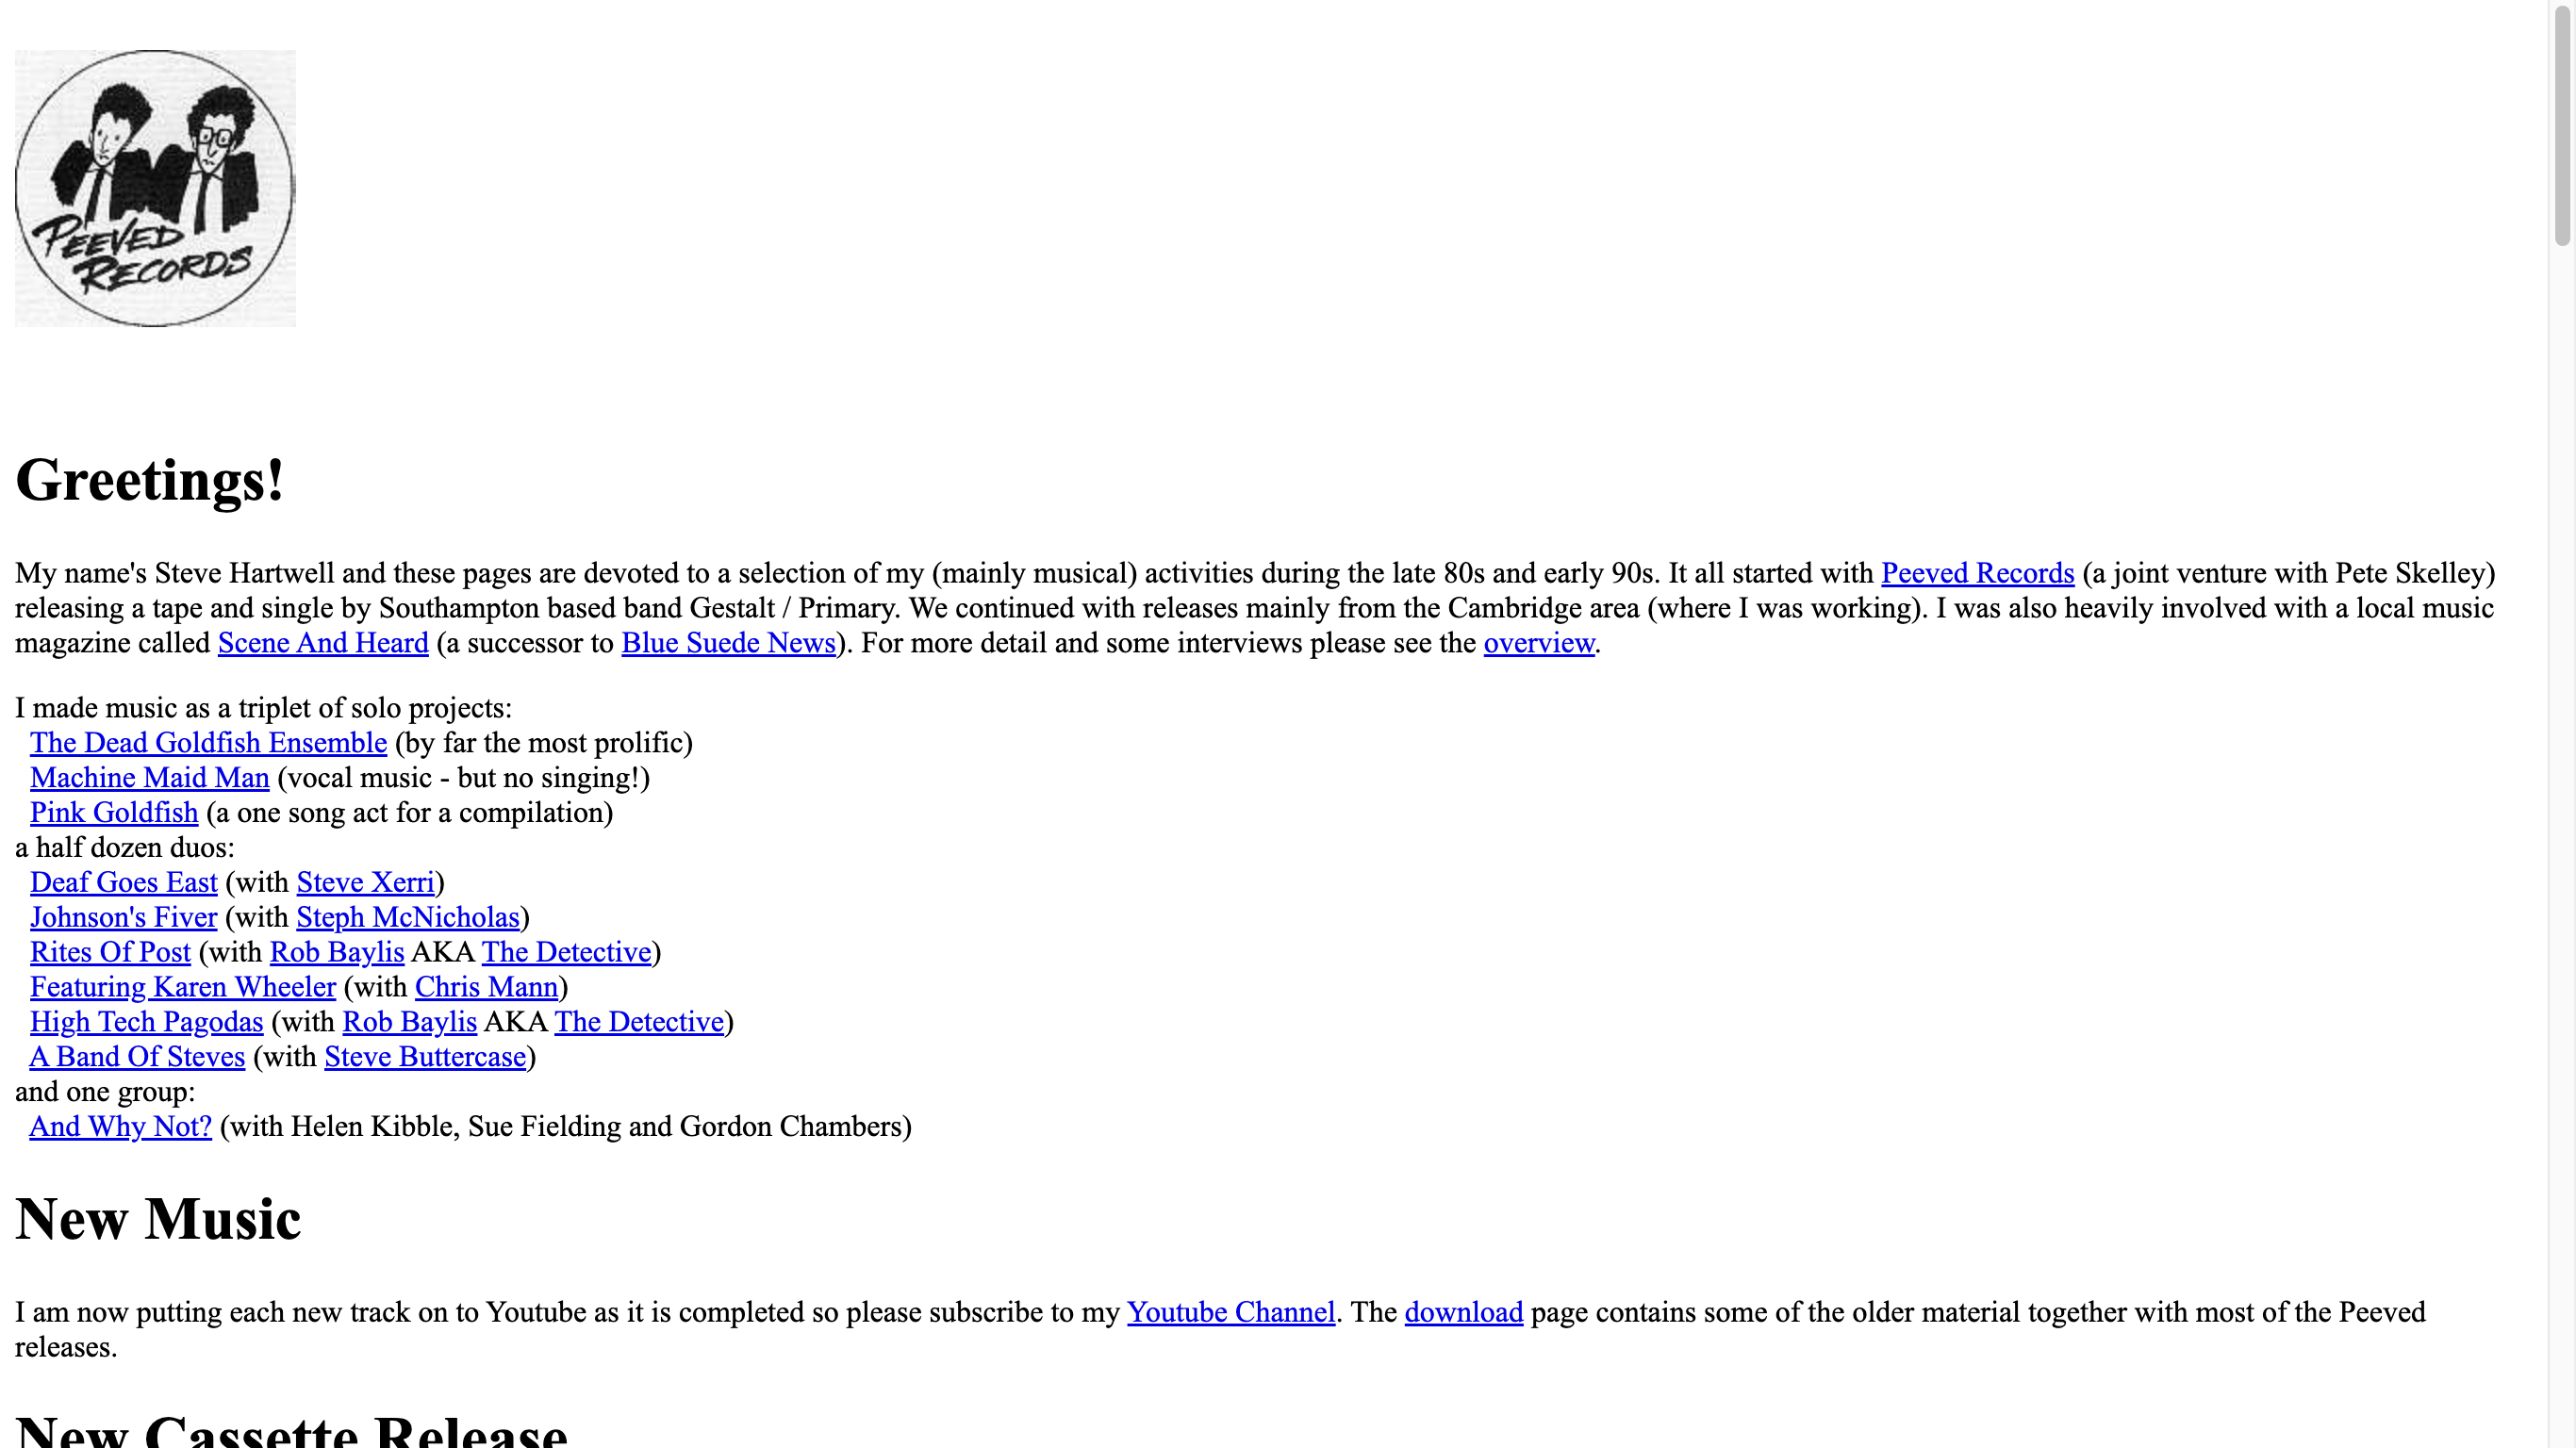 PEEVED
RECORDS
Greetings!
My name's Steve Hartwell and these pages are devoted to a selection of my (mainly musical) activities during the late 80s and early 90s. It all started with Peeved Records (a joint venture with Pete Skelley)
releasing a tape and single by Southampton based band Gestalt / Primary. We continued with releases mainly from the Cambridge area (where I was working). I was also heavily involved with a local music
magazine called Scene And Heard (a successor to Blue Suede News). For more detail and some interviews please see the overview.
I made music as a triplet of solo projects:
The Dead Goldfish Ensemble (by far the most prolific)
Machine Maid Man (vocal music - but no singing!)
Pink Goldfish (a one song act for a compilation)
a half dozen duos:
Deaf Goes East (with Steve Xerri)
Johnson's Fiver (with Steph McNicholas)
Rites Of Post (with Rob Baylis AKA The Detective)
Featuring Karen Wheeler (with Chris Mann)
High Tech Pagodas (with Rob Baylis AKA The Detective)
A Band Of Steves (with Steve Buttercase)
and one group:
And Why Not? (with Helen Kibble, Sue Fielding and Gordon Chambers)
New Music
I am now putting each new track on to Youtube as it is completed so please subscribe to my Youtube Channel. The download page contains some of the older material together with most of the Peeved
releases.
New Cassette Release